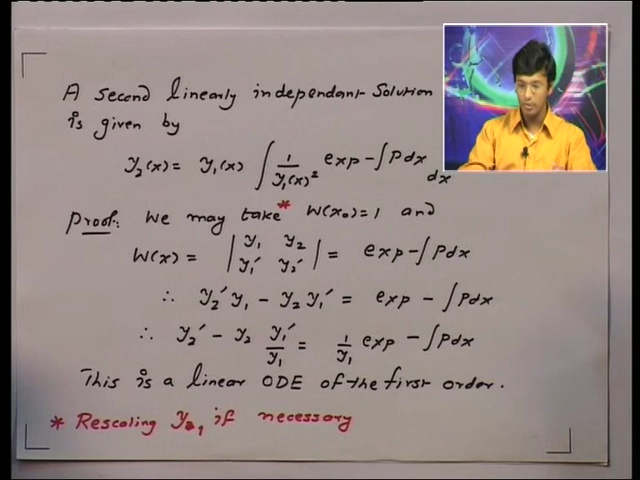 A second linearly independant solution
is given by
y₂(x) = y₁(x) ∫ 1/y₁(x)² exp − ∫ P dx dx
Proof: We may take* W(x₀)=1 and
W(x) = | y₁ y₂ ; y₁′ y₂′ | = exp − ∫ P dx
∴ y₂′ y₁ − y₂ y₁′ = exp − ∫ P dx
∴ y₂′ − y₂ y₁′/y₁ = 1/y₁ exp − ∫ P dx
This is a linear ODE of the first order.
* Rescaling if necessary